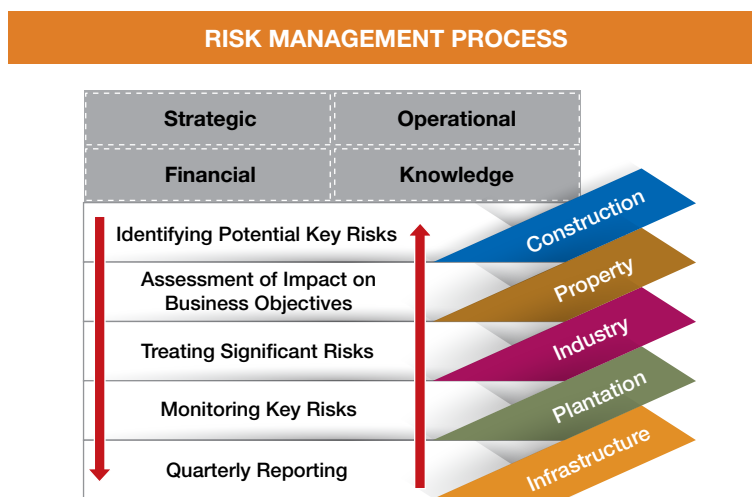 RISK MANAGEMENT PROCESS
Strategic
Operational
Financial
Knowledge
Identifying Potential Key Risks
Construction
Assessment of Impact on
Business Objectives
Property
Treating Significant Risks
Industry
Monitoring Key Risks
Plantation
Quarterly Reporting
Infrastructure